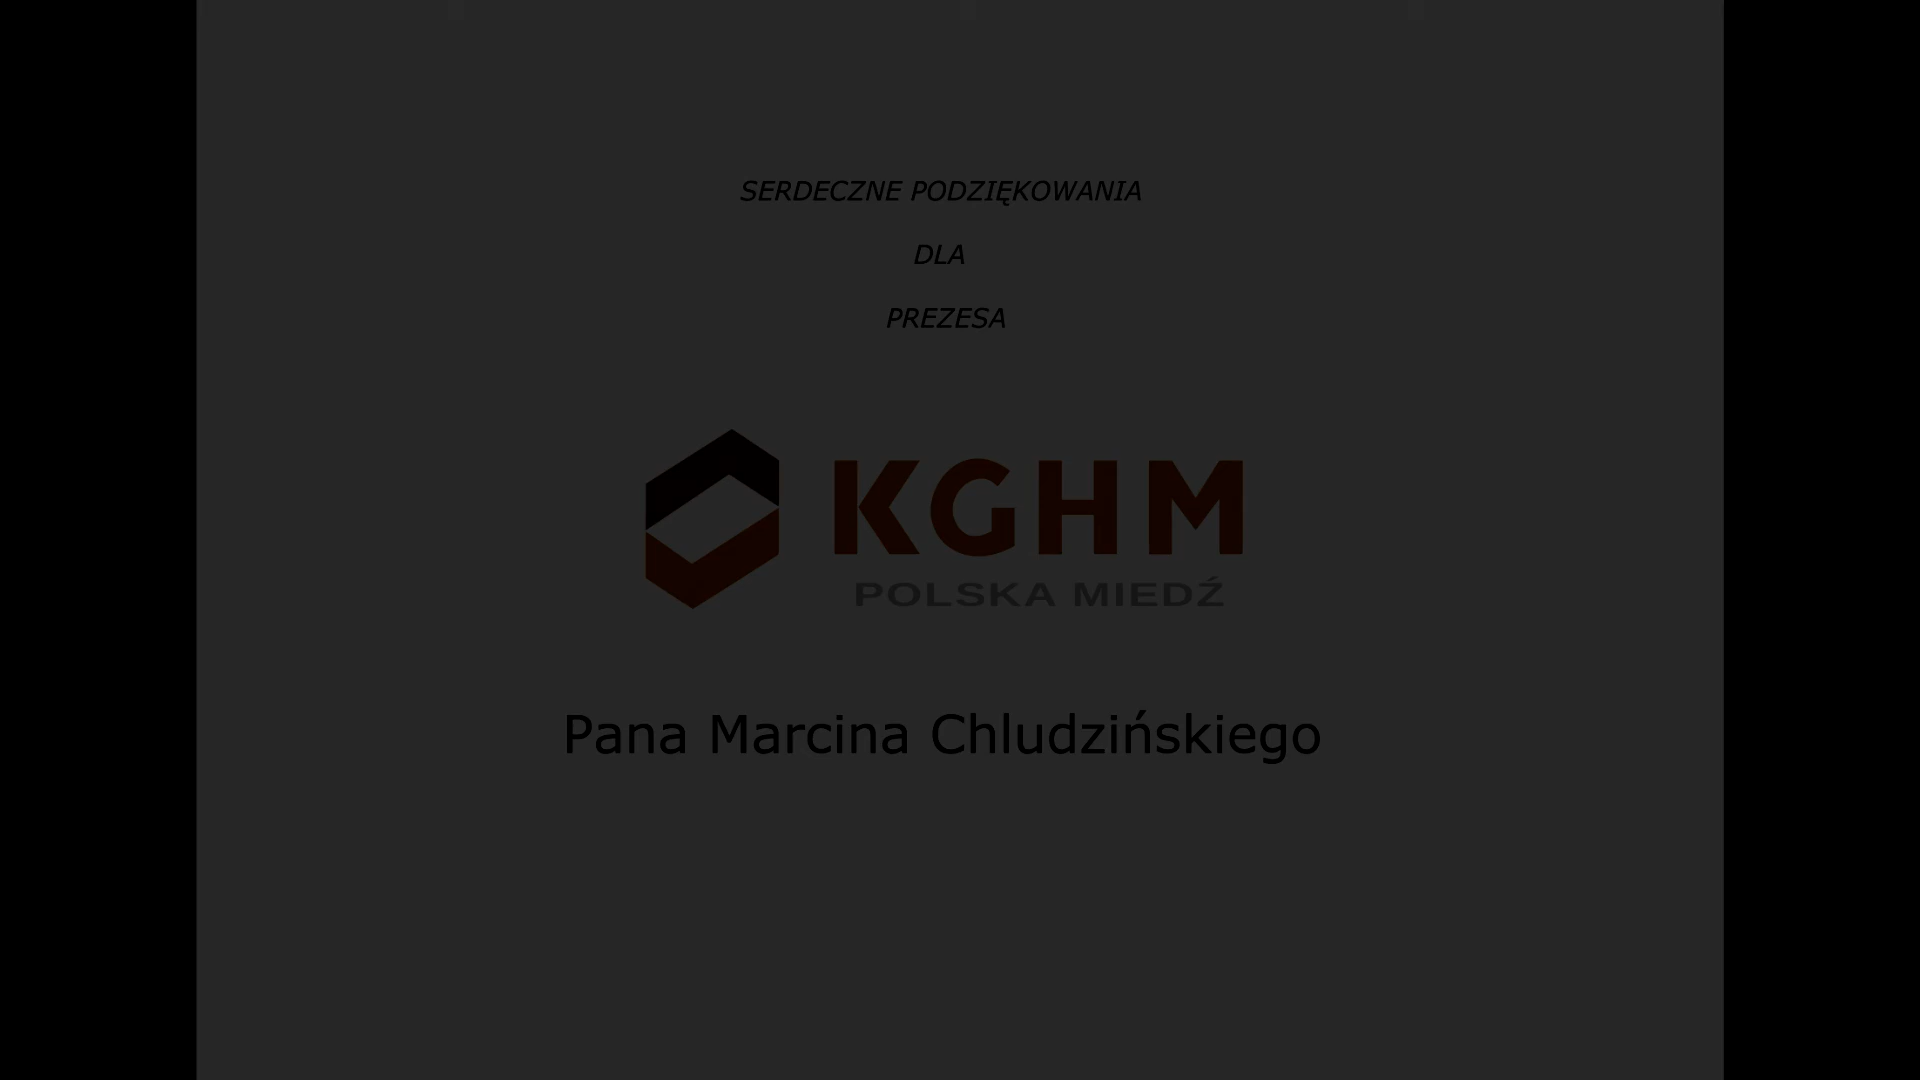 SERDECZNE PODZIĘKOWANIA
DLA
PREZESA
KGHM
POLSKA MIEDŹ
Pana Marcina Chludzińskiego